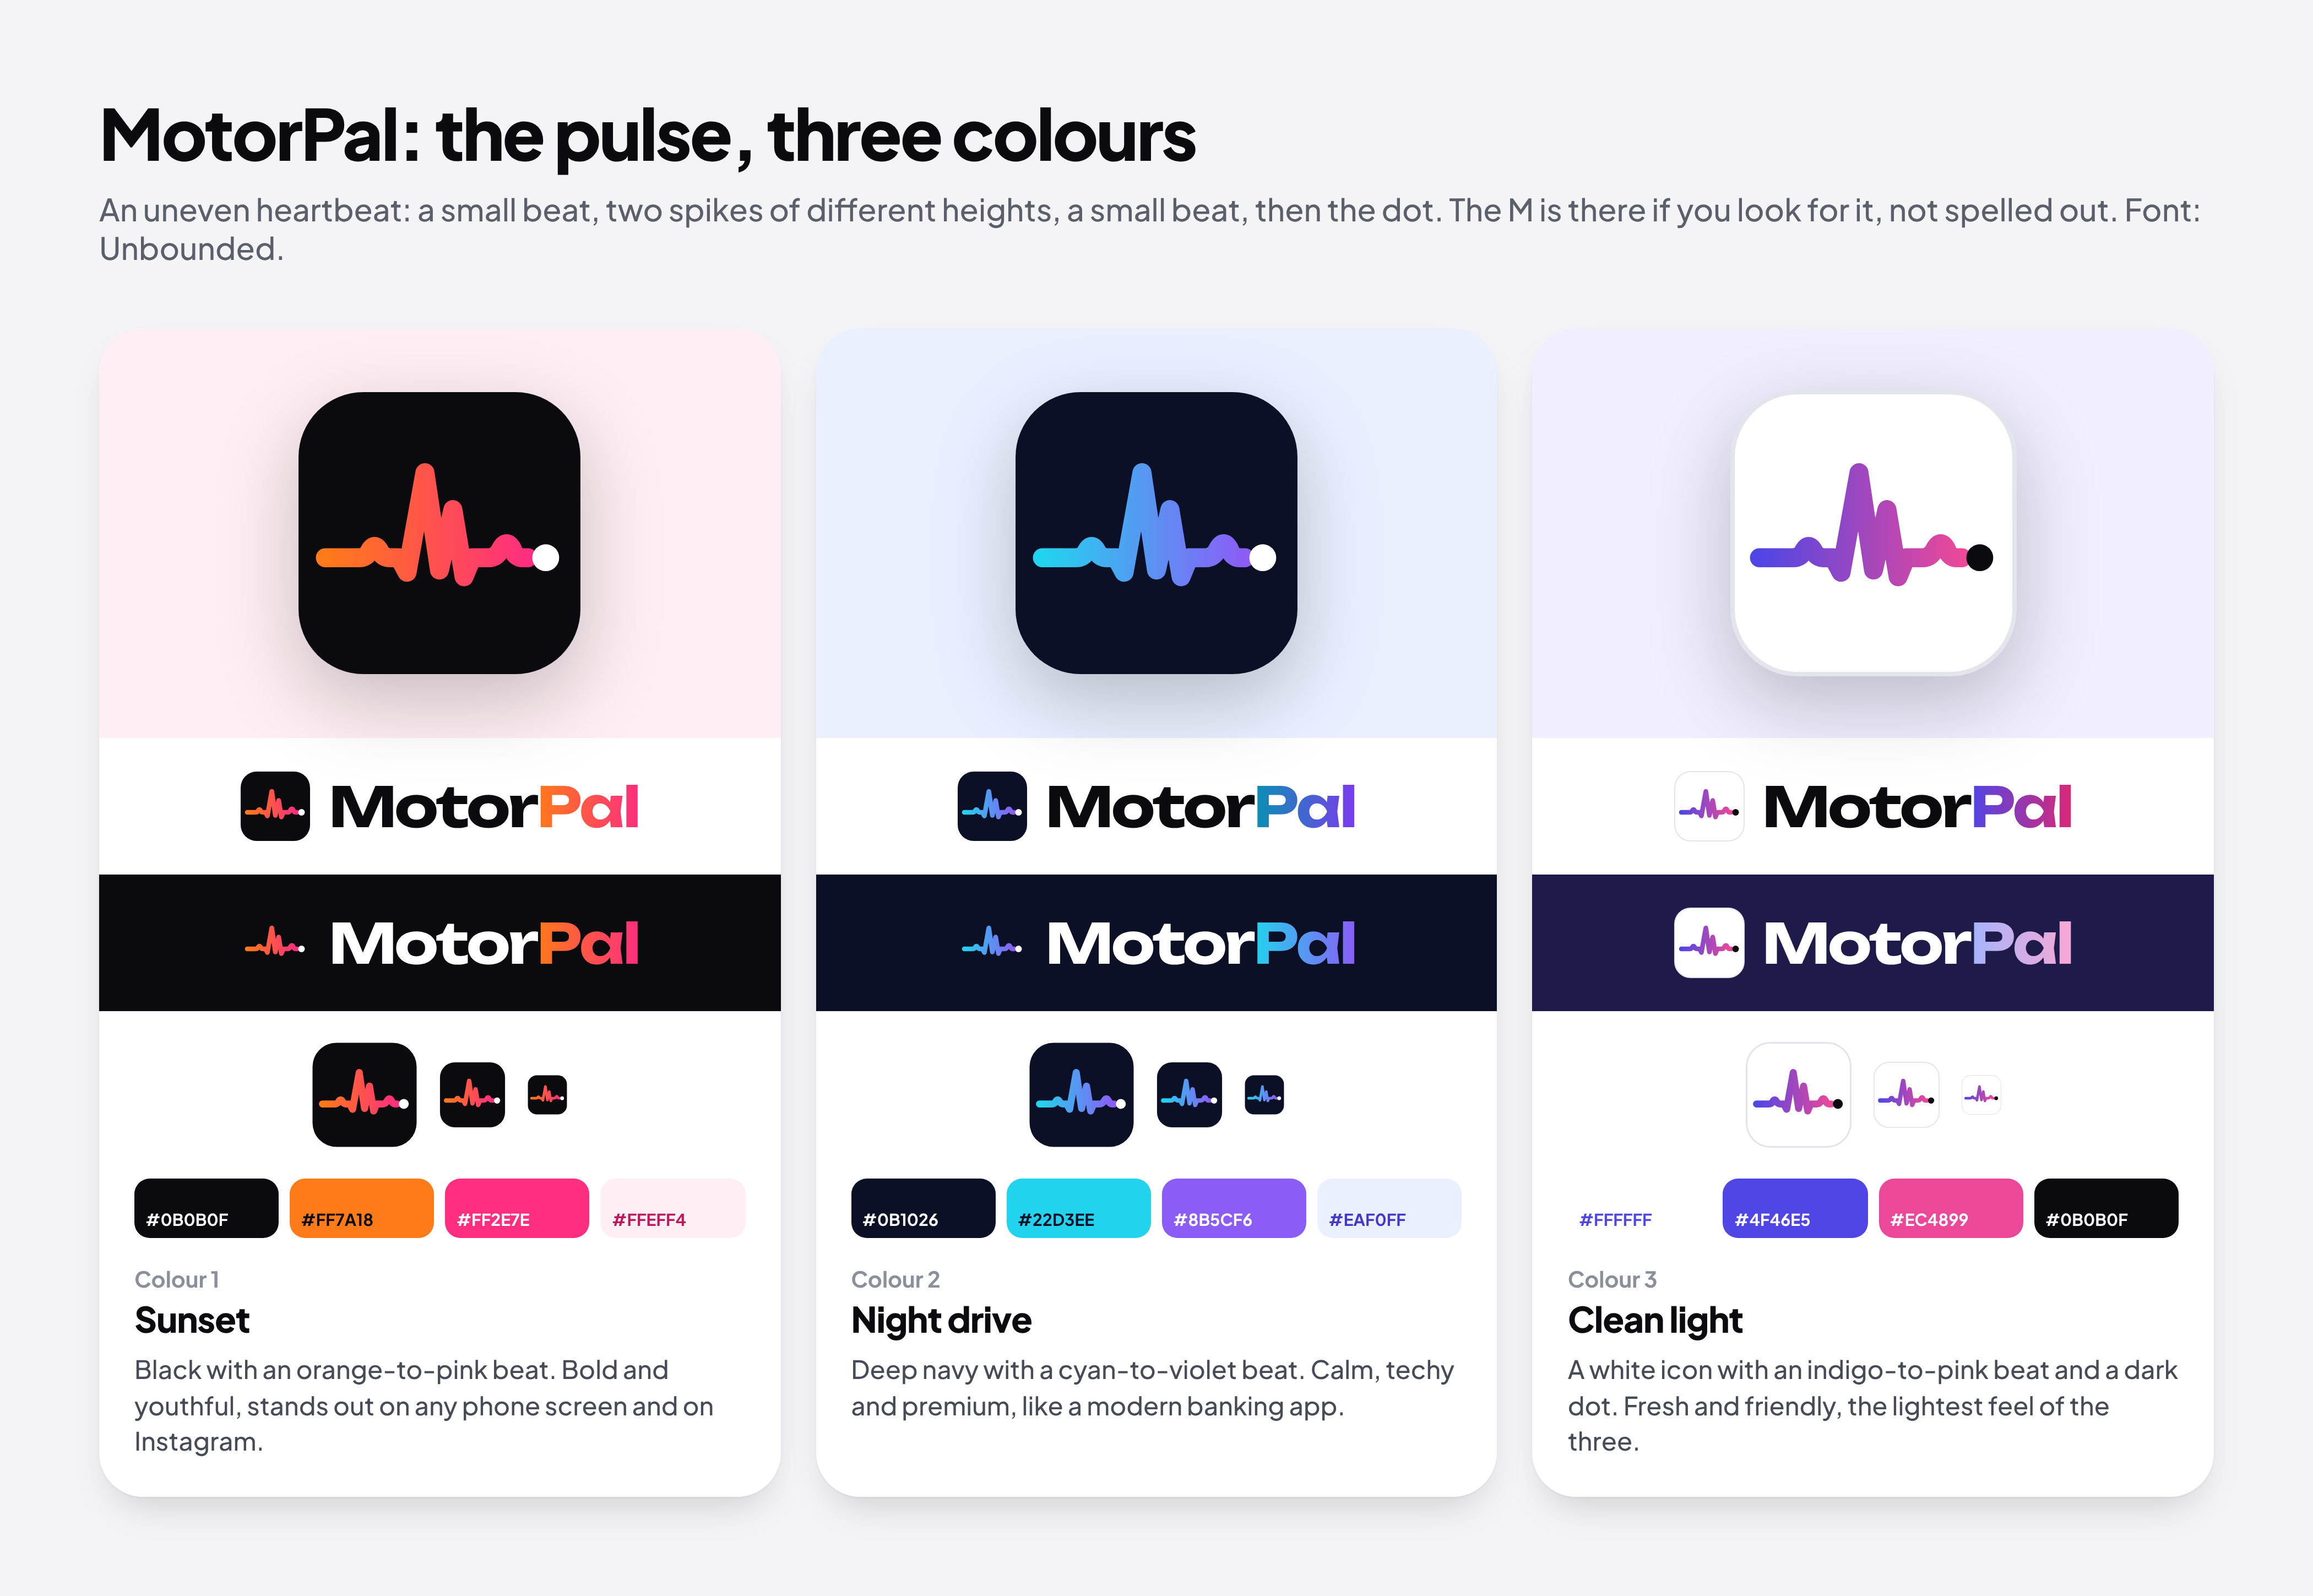 MotorPal: the pulse, three colours
An uneven heartbeat: a small beat, two spikes of different heights, a small beat, then the dot. The M is there if you look for it, not spelled out. Font:
Unbounded.
MotorPal
MotorPal
#0B0B0F
#FF7A18
#FF2E7E
#FFEFF4
Colour 1
Sunset
Black with an orange-to-pink beat. Bold and
youthful, stands out on any phone screen and on
Instagram.
MotorPal
MotorPal
#0B1026
#22D3EE
#8B5CF6
#EAF0FF
Colour 2
Night drive
Deep navy with a cyan-to-violet beat. Calm, techy
and premium, like a modern banking app.
MotorPal
MotorPal
#FFFFFF
#4F46E5
#EC4899
#0B0B0F
Colour 3
Clean light
A white icon with an indigo-to-pink beat and a dark
dot. Fresh and friendly, the lightest feel of the
three.